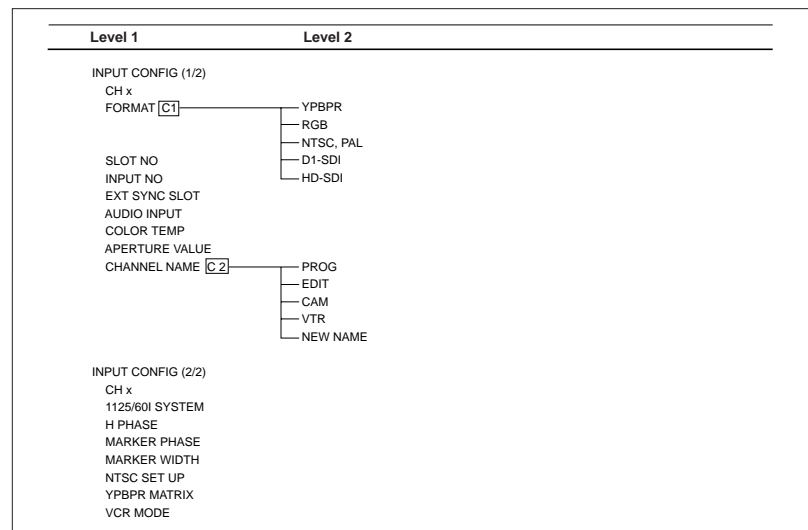 Level 1 Level 2
INPUT CONFIG (1/2)
CH x
FORMAT C1 YPBPR
RGB
NTSC, PAL
SLOT NO D1-SDI
INPUT NO HD-SDI
EXT SYNC SLOT
AUDIO INPUT
COLOR TEMP
APERTURE VALUE
CHANNEL NAME C 2 PROG
EDIT
CAM
VTR
NEW NAME
INPUT CONFIG (2/2)
CH x
1125/60I SYSTEM
H PHASE
MARKER PHASE
MARKER WIDTH
NTSC SET UP
YPBPR MATRIX
VCR MODE